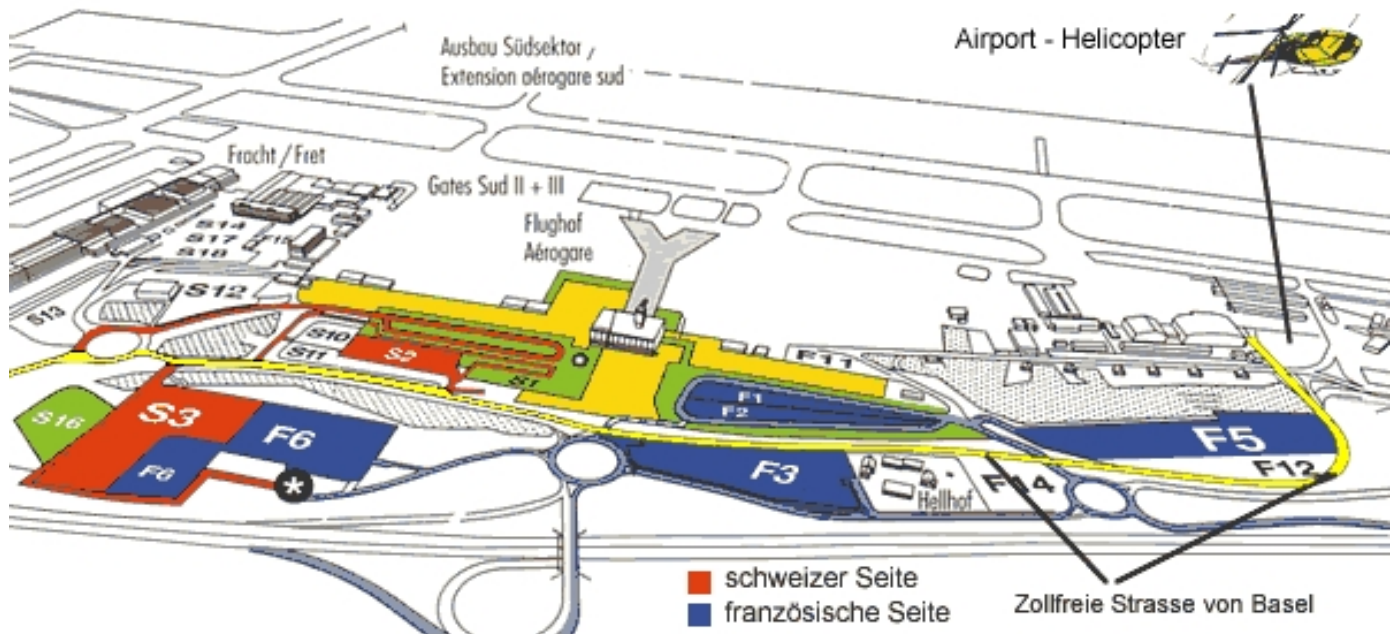 Airport - Helicopter
Ausbau Südsektor /
Extension aérogare sud
Fracht / Fret
Gates Sud II + III
Flughof
Aérogare
S14
S17
S18
S12
S13
S10
S11
S2
S1
F11
F1
F2
S16
S3
F6
F6
*
F3
Hellhof
F5
F12
schweizer Seite
französische Seite
Zollfreie Strasse von Basel